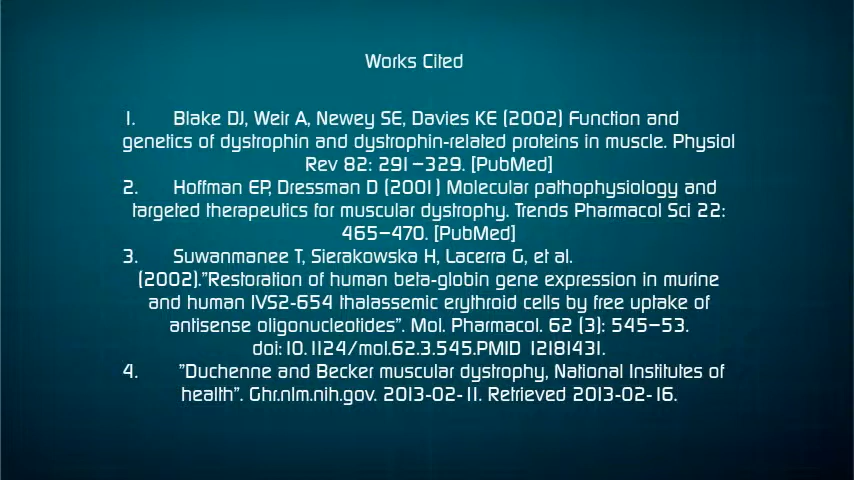 Works Cited
1. Blake DJ, Weir A, Newey SE, Davies KE (2002) Function and
genetics of dystrophin and dystrophin-related proteins in muscle. Physiol
Rev 82: 291–329. [PubMed]
2. Hoffman EP, Dressman D (2001) Molecular pathophysiology and
targeted therapeutics for muscular dystrophy. Trends Pharmacol Sci 22:
465–470. [PubMed]
3. Suwanmanee T, Sierakowska H, Lacerra G, et al.
(2002)."Restoration of human beta-globin gene expression in murine
and human IVS2-654 thalassemic erythroid cells by free uptake of
antisense oligonucleotides". Mol. Pharmacol. 62 (3): 545–53.
doi:10.1124/mol.62.3.545.PMID 12181431.
4. "Duchenne and Becker muscular dystrophy, National Institutes of
health". Ghr.nlm.nih.gov. 2013-02-11. Retrieved 2013-02-16.